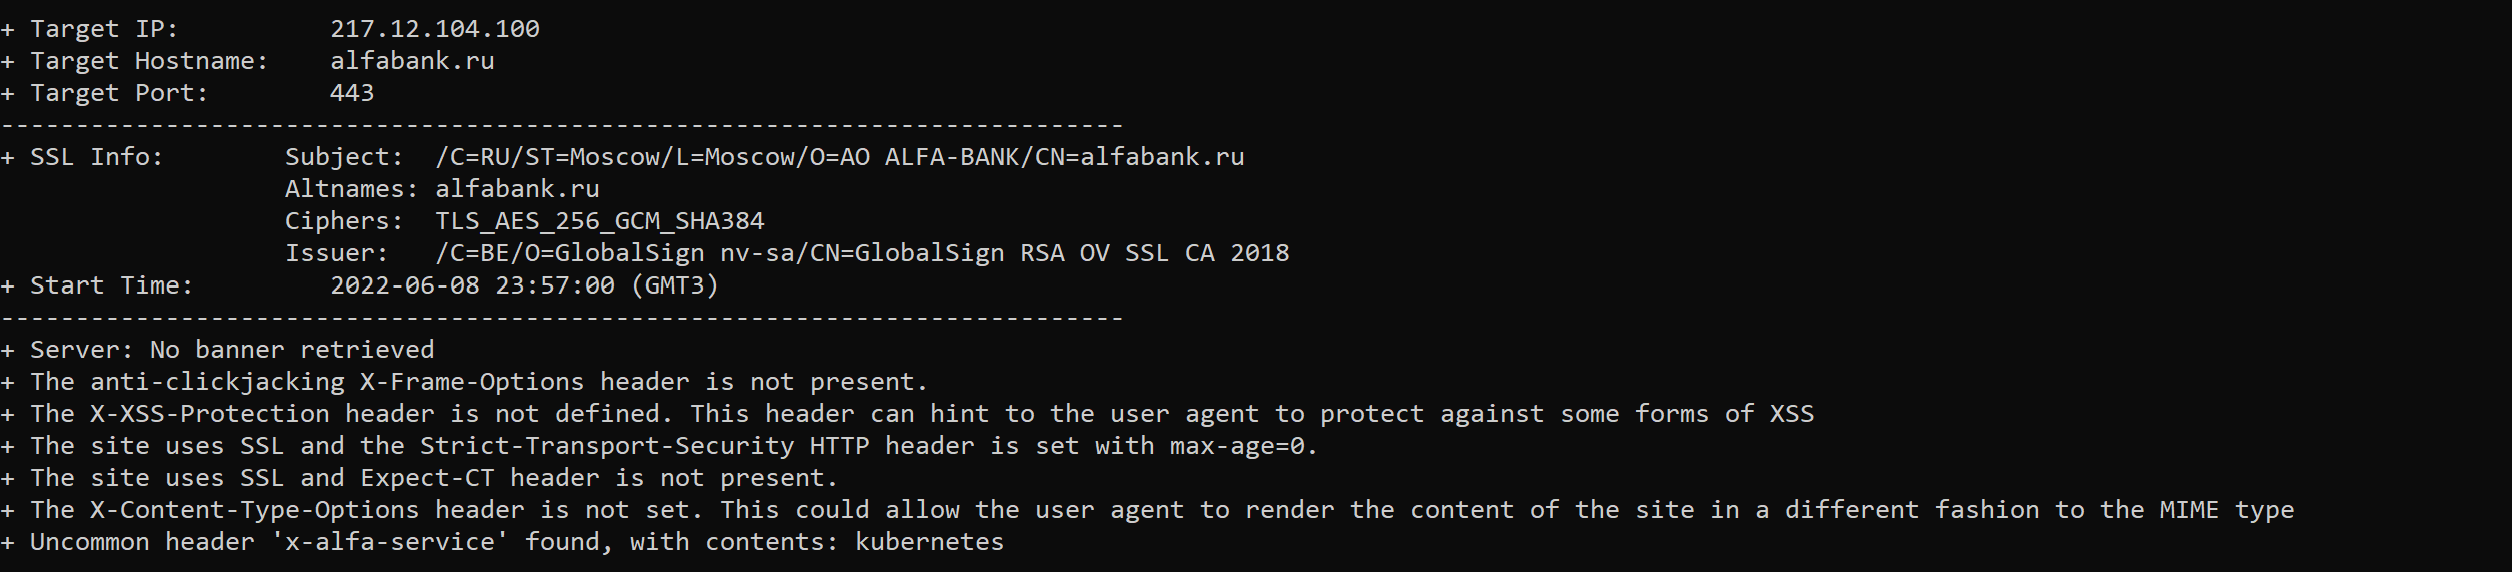 + Target IP:          217.12.104.100
+ Target Hostname:    alfabank.ru
+ Target Port:        443
---------------------------------------------------------------------------
+ SSL Info:        Subject:  /C=RU/ST=Moscow/L=Moscow/O=AO ALFA-BANK/CN=alfabank.ru
                   Altnames: alfabank.ru
                   Ciphers:  TLS_AES_256_GCM_SHA384
                   Issuer:   /C=BE/O=GlobalSign nv-sa/CN=GlobalSign RSA OV SSL CA 2018
+ Start Time:         2022-06-08 23:57:00 (GMT3)
---------------------------------------------------------------------------
+ Server: No banner retrieved
+ The anti-clickjacking X-Frame-Options header is not present.
+ The X-XSS-Protection header is not defined. This header can hint to the user agent to protect against some forms of XSS
+ The site uses SSL and the Strict-Transport-Security HTTP header is set with max-age=0.
+ The site uses SSL and Expect-CT header is not present.
+ The X-Content-Type-Options header is not set. This could allow the user agent to render the content of the site in a different fashion to the MIME type
+ Uncommon header 'x-alfa-service' found, with contents: kubernetes